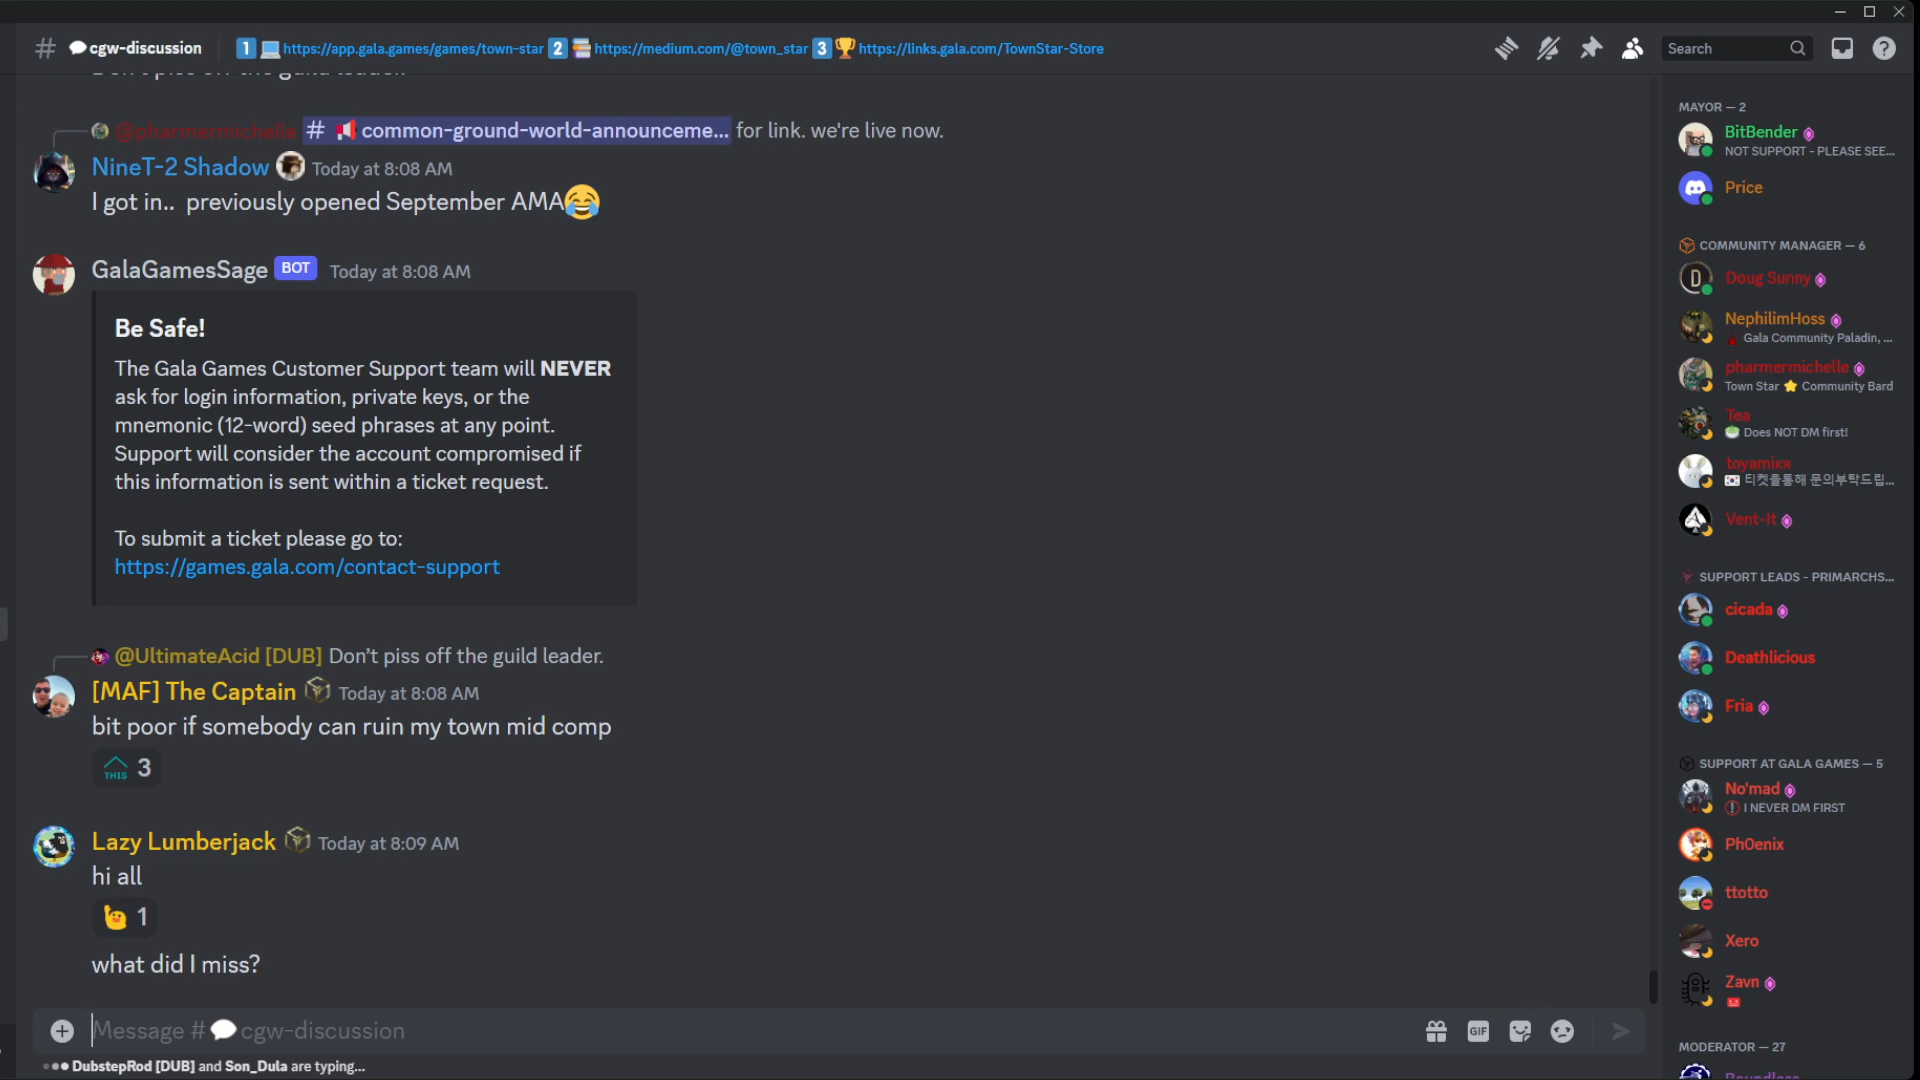 cgw-discussion
1 https://app.gala.games/games/town-star 2 https://medium.com/@town_star 3 https://links.gala.com/TownStar-Store
Search
Don't piss off the guild leader.
@pharmermichelle # common-ground-world-announceme... for link. we're live now.
NineT-2 Shadow Today at 8:08 AM
I got in.. previously opened September AMA
GalaGamesSage BOT Today at 8:08 AM
Be Safe!
The Gala Games Customer Support team will NEVER
ask for login information, private keys, or the
mnemonic (12-word) seed phrases at any point.
Support will consider the account compromised if
this information is sent within a ticket request.
To submit a ticket please go to:
https://games.gala.com/contact-support
@UltimateAcid [DUB] Don't piss off the guild leader.
[MAF] The Captain Today at 8:08 AM
bit poor if somebody can ruin my town mid comp
THIS 3
Lazy Lumberjack Today at 8:09 AM
hi all
1
what did I miss?
Message # cgw-discussion
GIF
DubstepRod [DUB] and Son_Dula are typing...
MAYOR — 2
BitBender
NOT SUPPORT - PLEASE SEE...
Price
COMMUNITY MANAGER — 6
D
Doug Sunny
NephilimHoss
Gala Community Paladin, ...
pharmermichelle
Town Star Community Bard
Tea
Does NOT DM first!
toyamixa
티켓을통해 문의부탁드립...
Vent-It
SUPPORT LEADS - PRIMARCHS...
cicada
Deathlicious
Fria
SUPPORT AT GALA GAMES — 5
No'mad
I NEVER DM FIRST
Ph0enix
ttotto
Xero
Zavn
MODERATOR — 27
Boundless